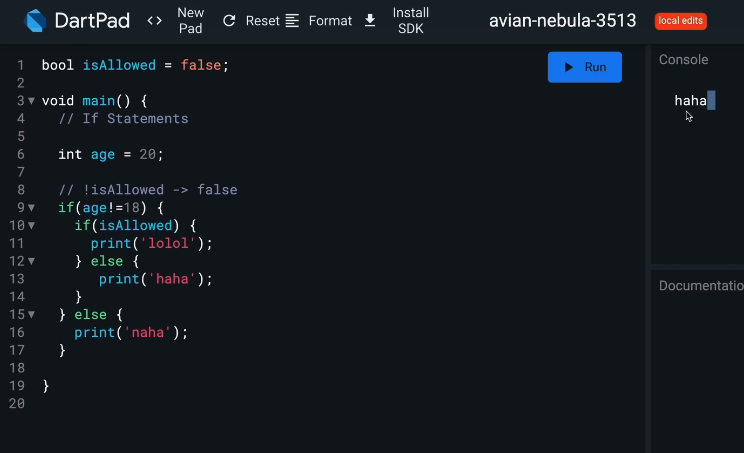 DartPad <> New Pad Reset Format Install SDK avian-nebula-3513 local edits
Run
Console
haha
Documentatio
1 bool isAllowed = false;
2
3 void main() {
4 // If Statements
5
6 int age = 20;
7
8 // !isAllowed -> false
9 if(age!=18) {
10 if(isAllowed) {
11 print('lolol');
12 } else {
13 print('haha');
14 }
15 } else {
16 print('naha');
17 }
18
19 }
20